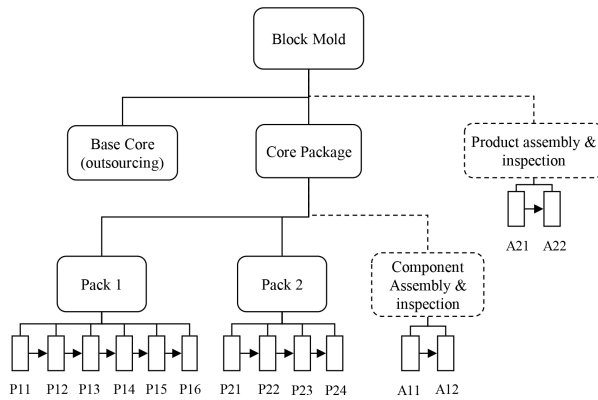 Block Mold
Base Core
(outsourcing)
Core Package
Product assembly &
inspection
A21 A22
Pack 1
Pack 2
Component
Assembly &
inspection
P11 P12 P13 P14 P15 P16 P21 P22 P23 P24 A11 A12